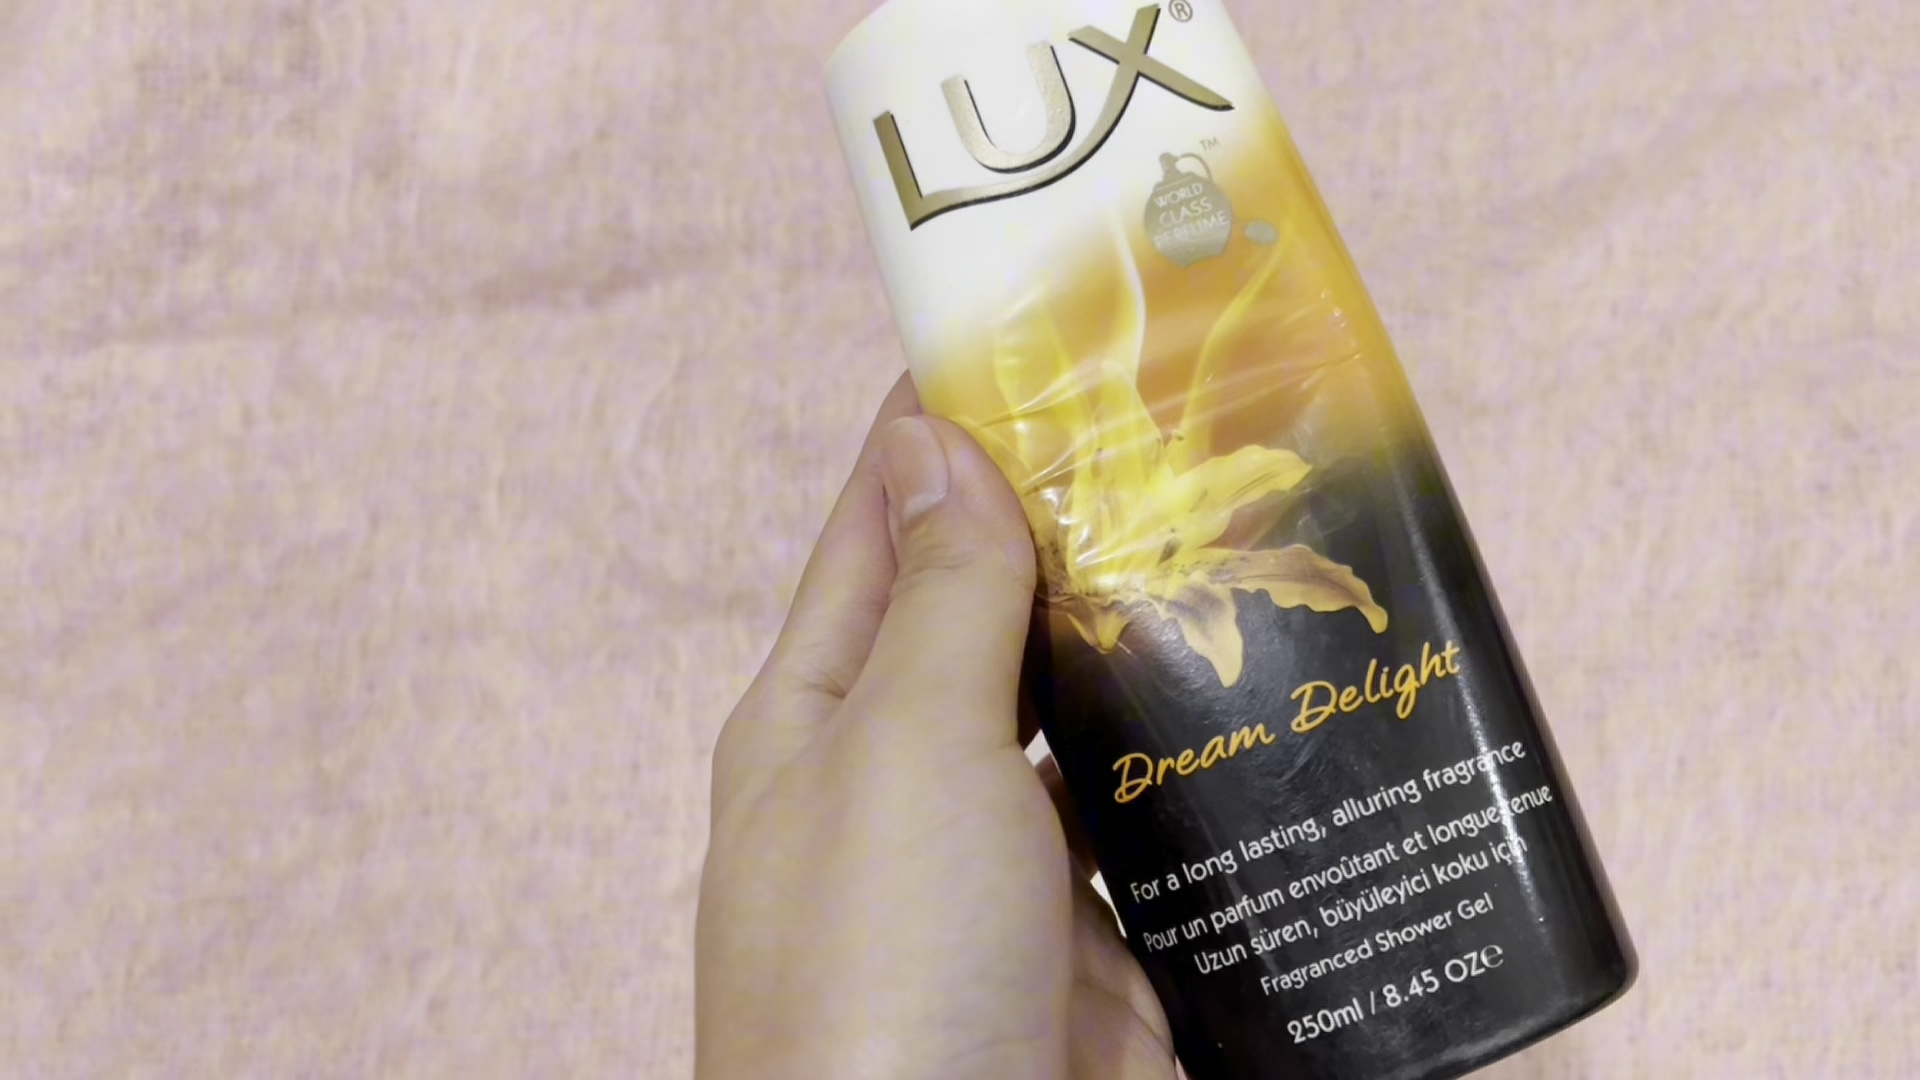 LUX®
WORLD
CLASS
PERFUME
™
Dream Delight
For a long lasting, alluring fragrance
Pour un parfum envoûtant et longue tenue
Uzun süren, büyüleyici koku için
Fragranced Shower Gel
250ml / 8.45 OZ℮